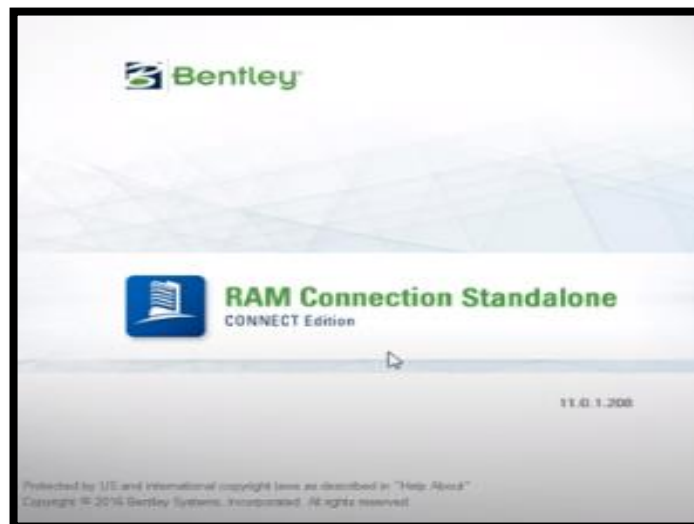 Bentley
RAM Connection Standalone
CONNECT Edition
11.0.1.208
Protected by US and international copyright laws as described in "Help About"
Copyright © 2016 Bentley Systems, Incorporated. All rights reserved.